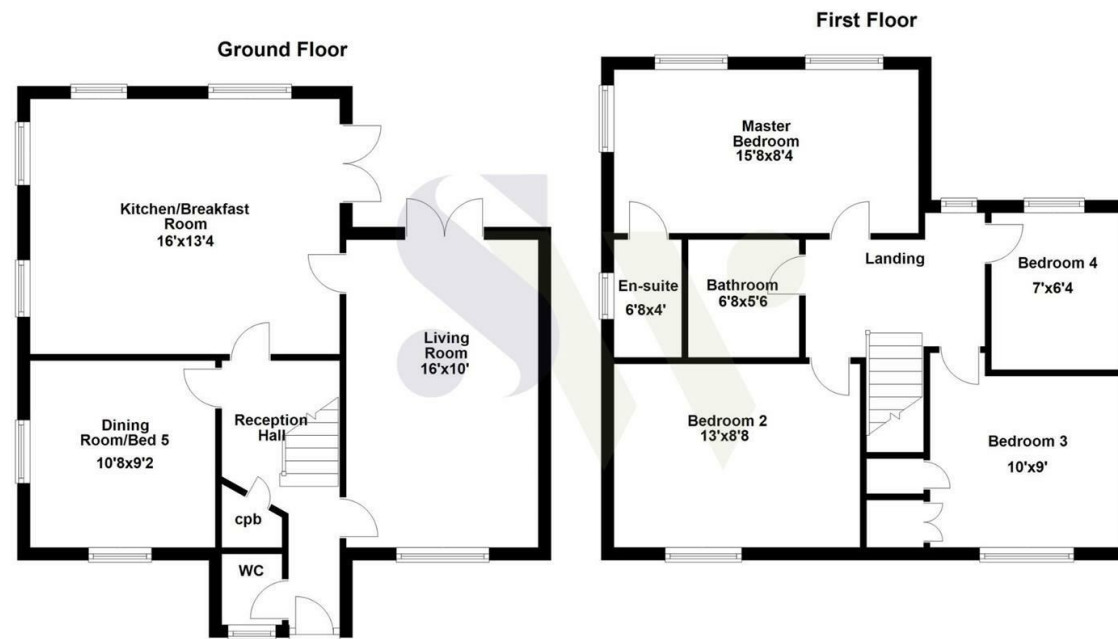 Ground Floor
Kitchen/Breakfast
Room
16'x13'4
Living
Room
16'x10'
Dining
Room/Bed 5
10'8x9'2
Reception
Hall
cpb
WC
First Floor
Master
Bedroom
15'8x8'4
En-suite
6'8x4'
Bathroom
6'8x5'6
Landing
Bedroom 4
7'x6'4
Bedroom 2
13'x8'8
Bedroom 3
10'x9'
SW